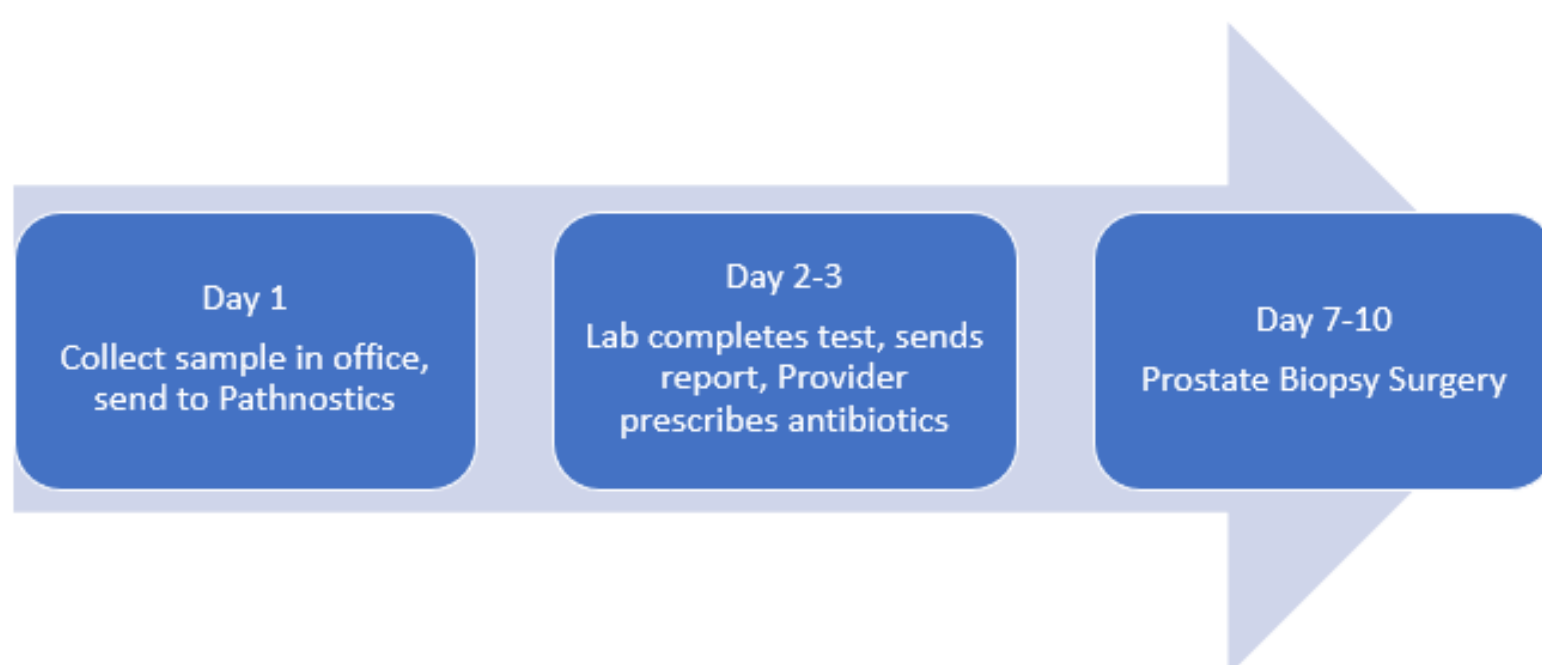 Day 1
Collect sample in office,
send to Pathnostics
Day 2-3
Lab completes test, sends
report, Provider
prescribes antibiotics
Day 7-10
Prostate Biopsy Surgery